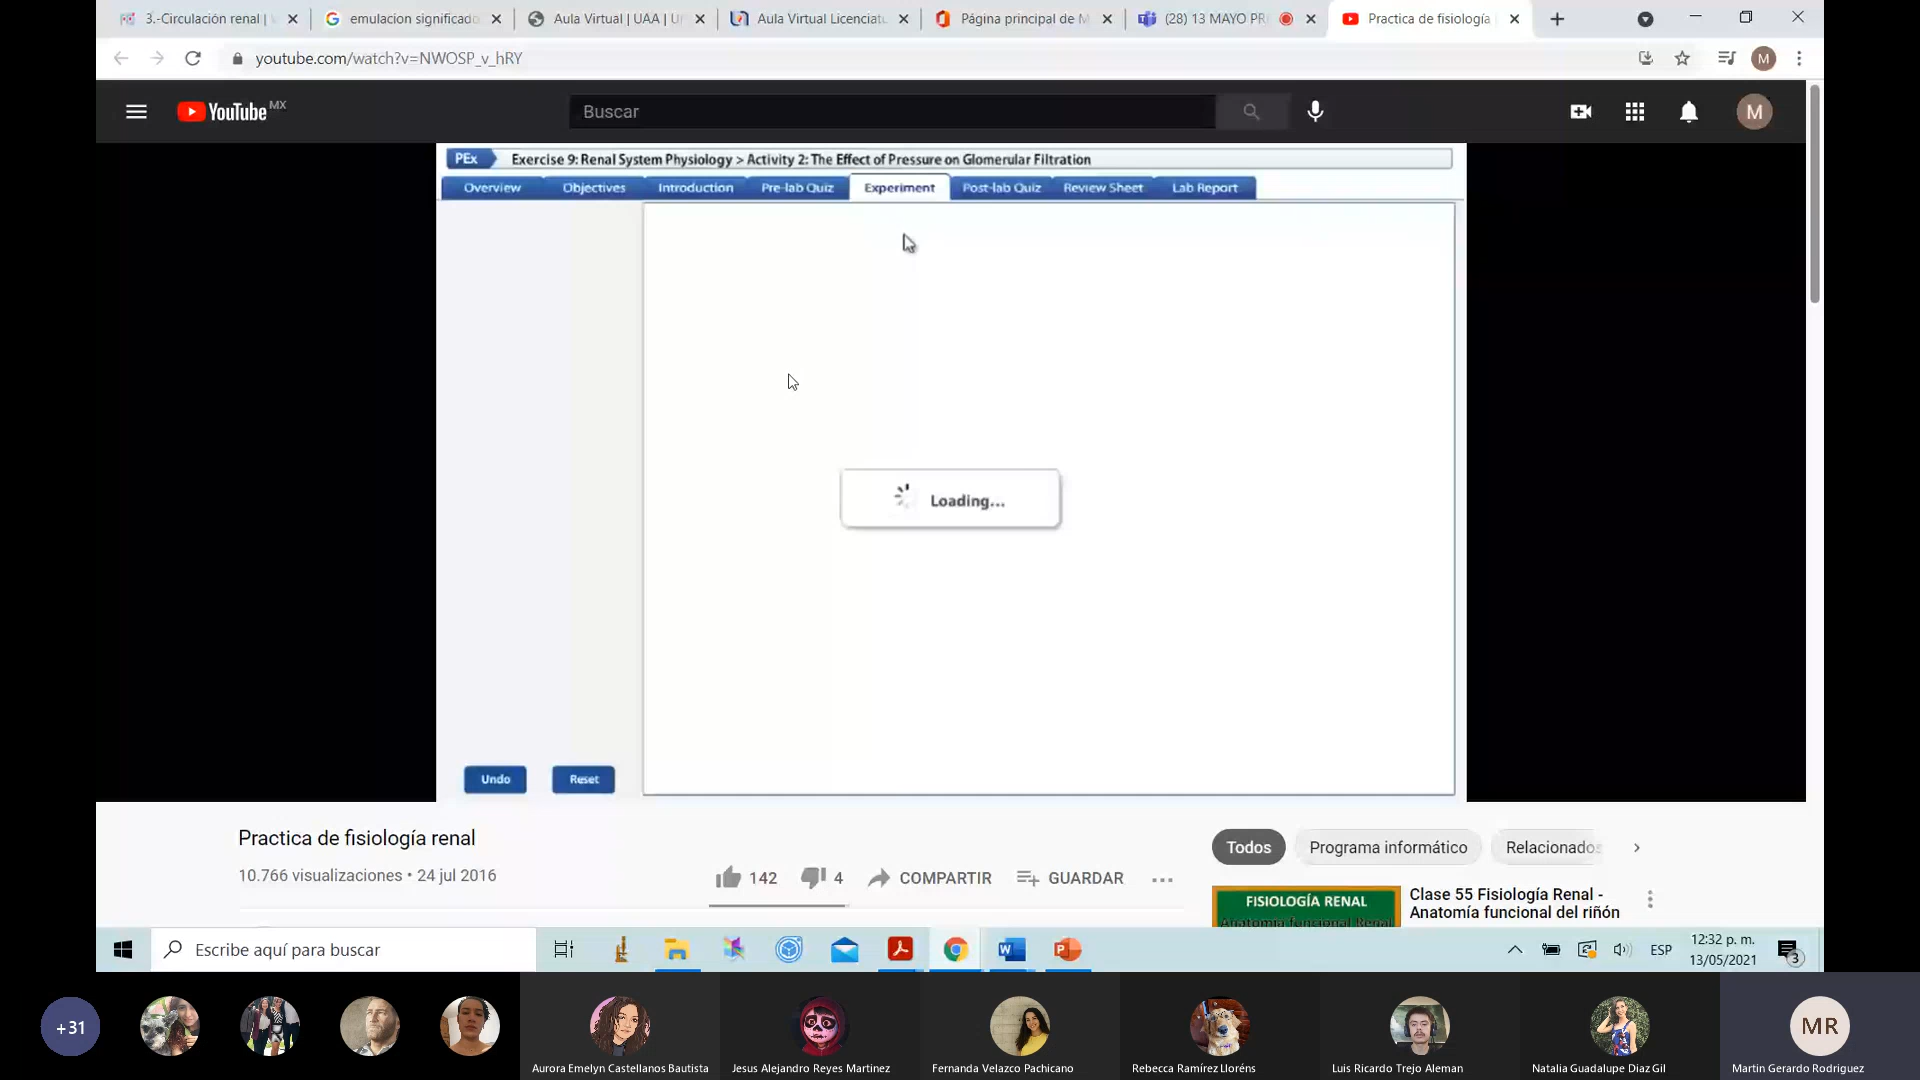 3.-Circulación renal |
emulacion significado
Aula Virtual | UAA | U
Aula Virtual Licenciatu
Página principal de M
(28) 13 MAYO PR
Practica de fisiología
youtube.com/watch?v=NWOSP_v_hRY
M
YouTube MX
Buscar
M
PEx
Exercise 9: Renal System Physiology > Activity 2: The Effect of Pressure on Glomerular Filtration
Overview
Objectives
Introduction
Pre-lab Quiz
Experiment
Post-lab Quiz
Review Sheet
Lab Report
Loading...
Undo
Reset
Practica de fisiología renal
10.766 visualizaciones • 24 jul 2016
142
4
COMPARTIR
GUARDAR
Todos
Programa informático
Relacionados
FISIOLOGÍA RENAL
Anatomía funcional Renal
Clase 55 Fisiología Renal -
Anatomía funcional del riñón
Escribe aquí para buscar
ESP
12:32 p. m.
13/05/2021
3
+31
Aurora Emelyn Castellanos Bautista
Jesus Alejandro Reyes Martinez
Fernanda Velazco Pachicano
Rebecca Ramírez Lloréns
Luis Ricardo Trejo Aleman
Natalia Guadalupe Diaz Gil
MR
Martin Gerardo Rodriguez